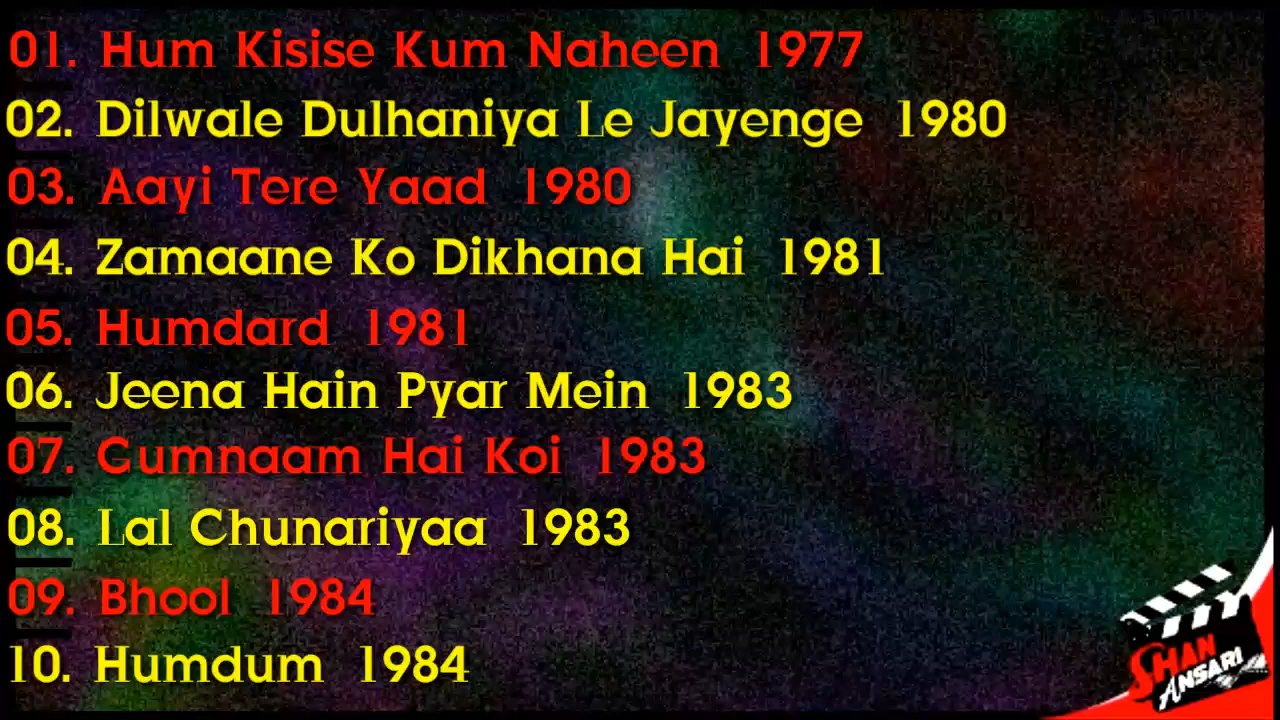 01. Hum Kisise Kum Naheen 1977
02. Dilwale Dulhaniya Le Jayenge 1980
03. Aayi Tere Yaad 1980
04. Zamaane Ko Dikhana Hai 1981
05. Humdard 1981
06. Jeena Hain Pyar Mein 1983
07. Gumnaam Hai Koi 1983
08. Lal Chunariyaa 1983
09. Bhool 1984
10. Humdum 1984
SHAN
ANSARI